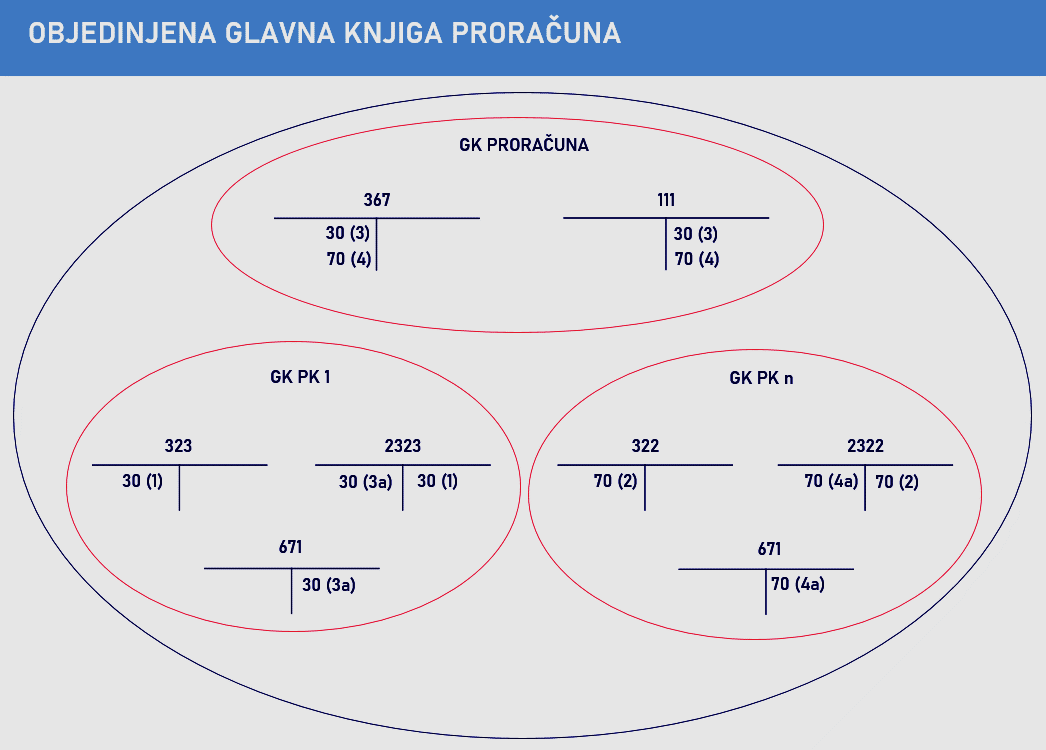 OBJEDINJENA GLAVNA KNJIGA PRORAČUNA
GK PRORAČUNA
367 111
30 (3) 30 (3)
70 (4) 70 (4)
GK PK 1 GK PK n
323 2323 322 2322
30 (1) 30 (3a) 30 (1) 70 (2) 70 (4a) 70 (2)
671 671
30 (3a) 70 (4a)